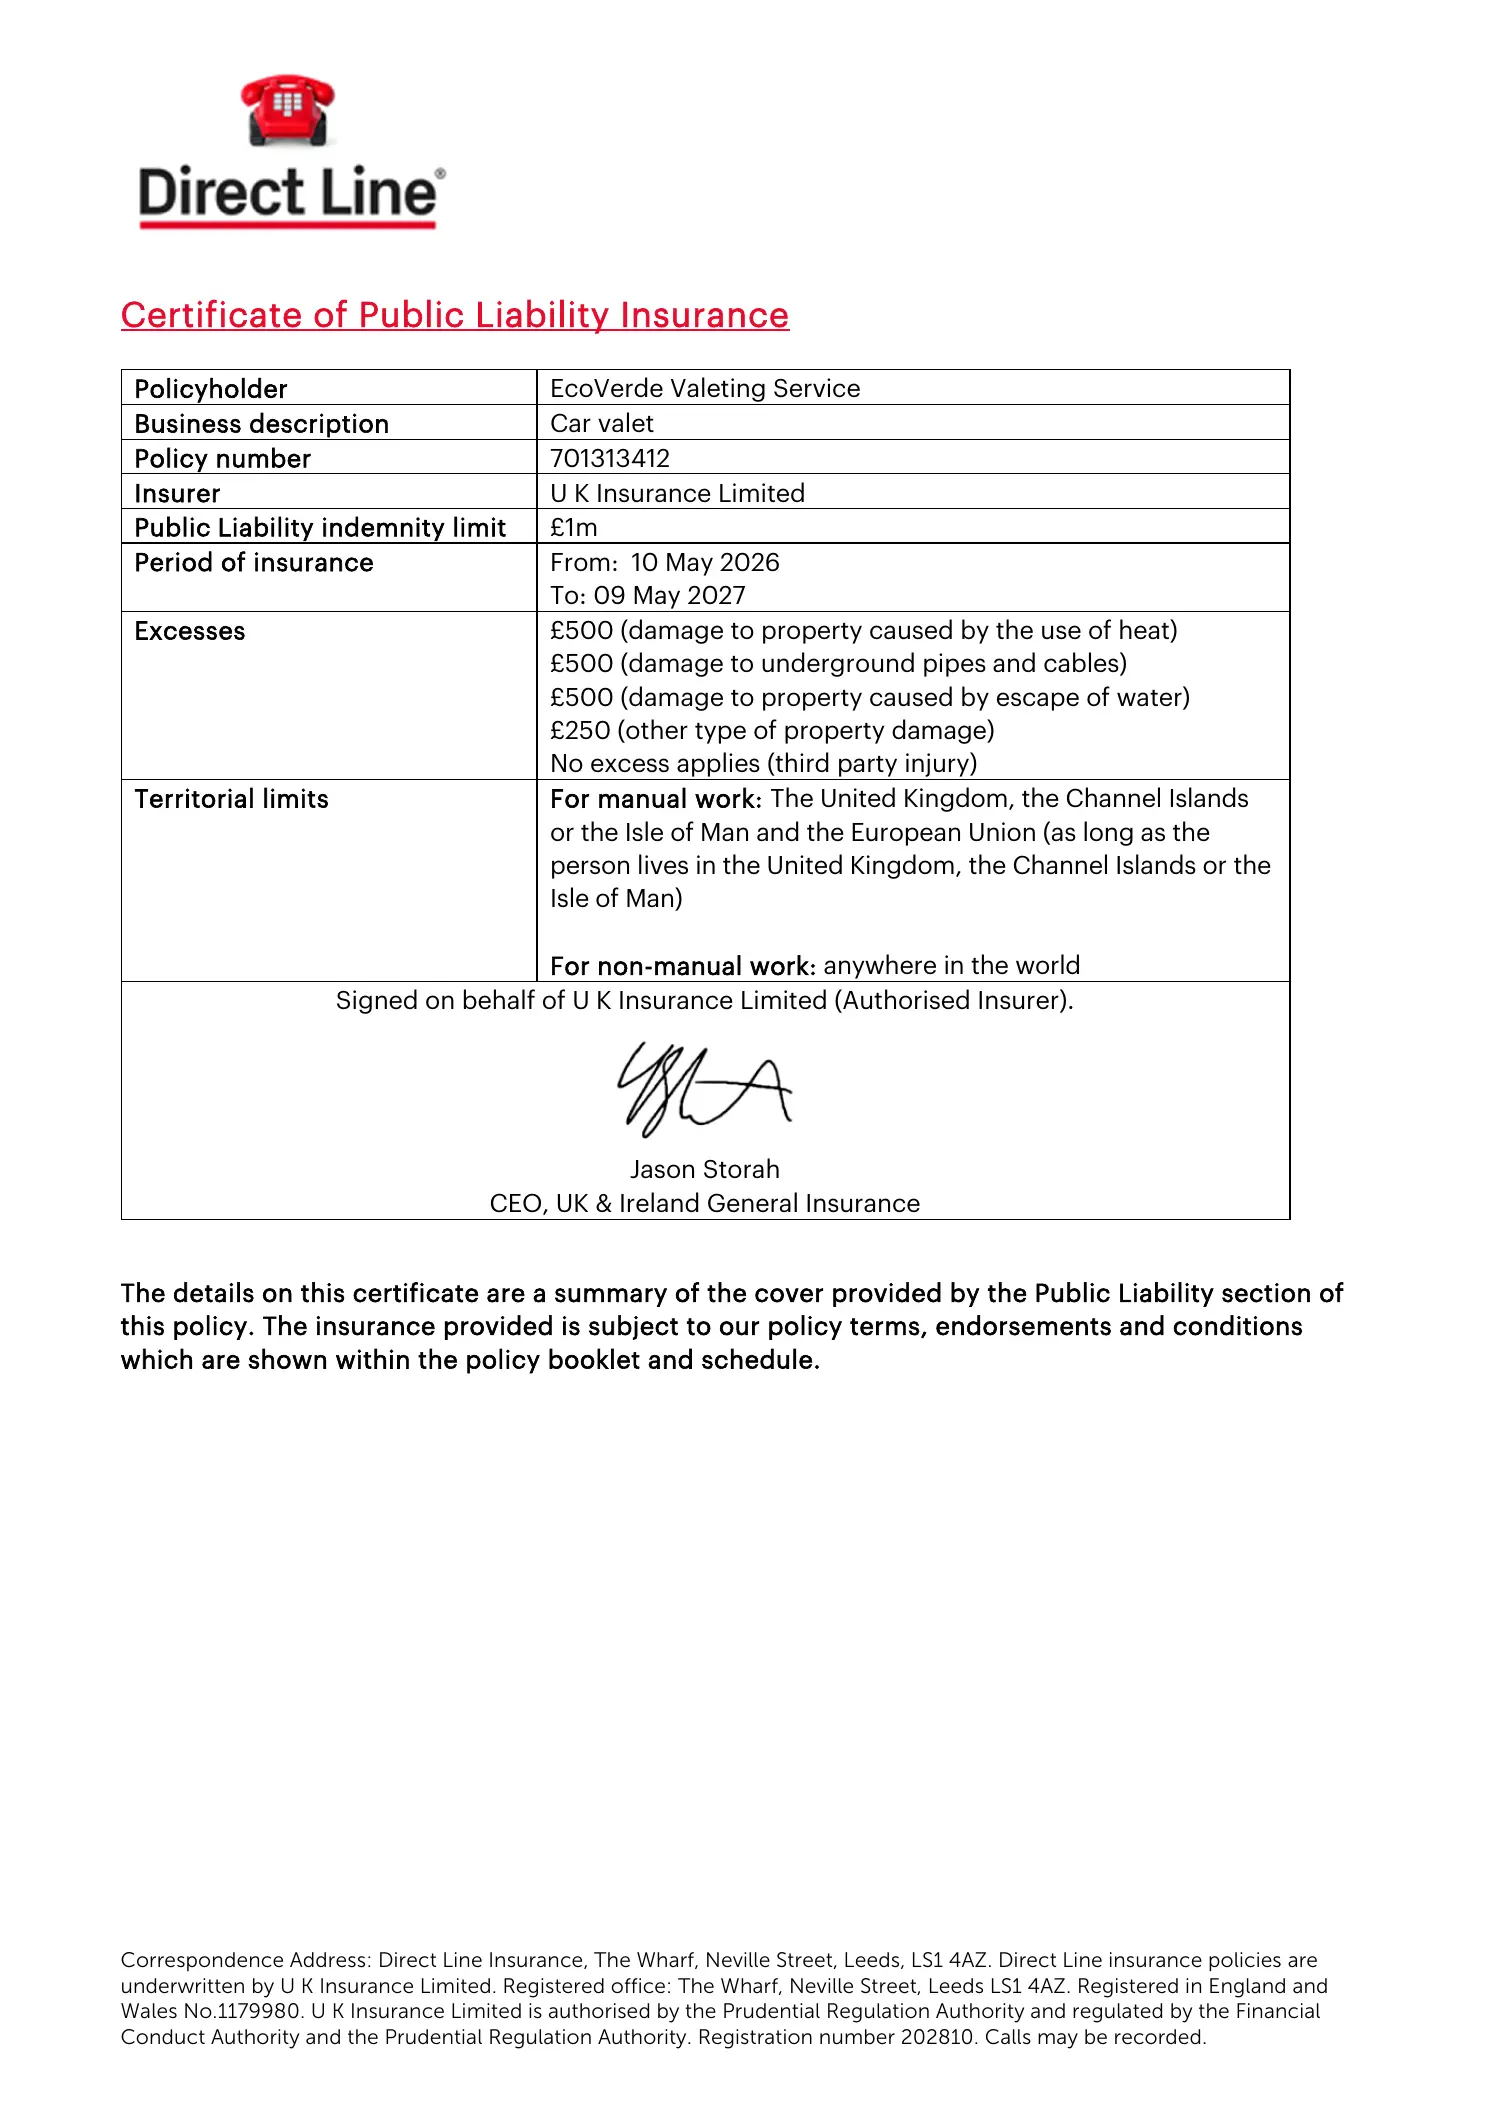 Direct Line®
Certificate of Public Liability Insurance
Policyholder EcoVerde Valeting Service
Business description Car valet
Policy number 701313412
Insurer U K Insurance Limited
Public Liability indemnity limit £1m
Period of insurance From: 10 May 2026
To: 09 May 2027
Excesses £500 (damage to property caused by the use of heat)
£500 (damage to underground pipes and cables)
£500 (damage to property caused by escape of water)
£250 (other type of property damage)
No excess applies (third party injury)
Territorial limits For manual work: The United Kingdom, the Channel Islands
or the Isle of Man and the European Union (as long as the
person lives in the United Kingdom, the Channel Islands or the
Isle of Man)
For non-manual work: anywhere in the world
Signed on behalf of U K Insurance Limited (Authorised Insurer).
Jason Storah
CEO, UK & Ireland General Insurance
The details on this certificate are a summary of the cover provided by the Public Liability section of
this policy. The insurance provided is subject to our policy terms, endorsements and conditions
which are shown within the policy booklet and schedule.
Correspondence Address: Direct Line Insurance, The Wharf, Neville Street, Leeds, LS1 4AZ. Direct Line insurance policies are
underwritten by U K Insurance Limited. Registered office: The Wharf, Neville Street, Leeds LS1 4AZ. Registered in England and
Wales No.1179980. U K Insurance Limited is authorised by the Prudential Regulation Authority and regulated by the Financial
Conduct Authority and the Prudential Regulation Authority. Registration number 202810. Calls may be recorded.